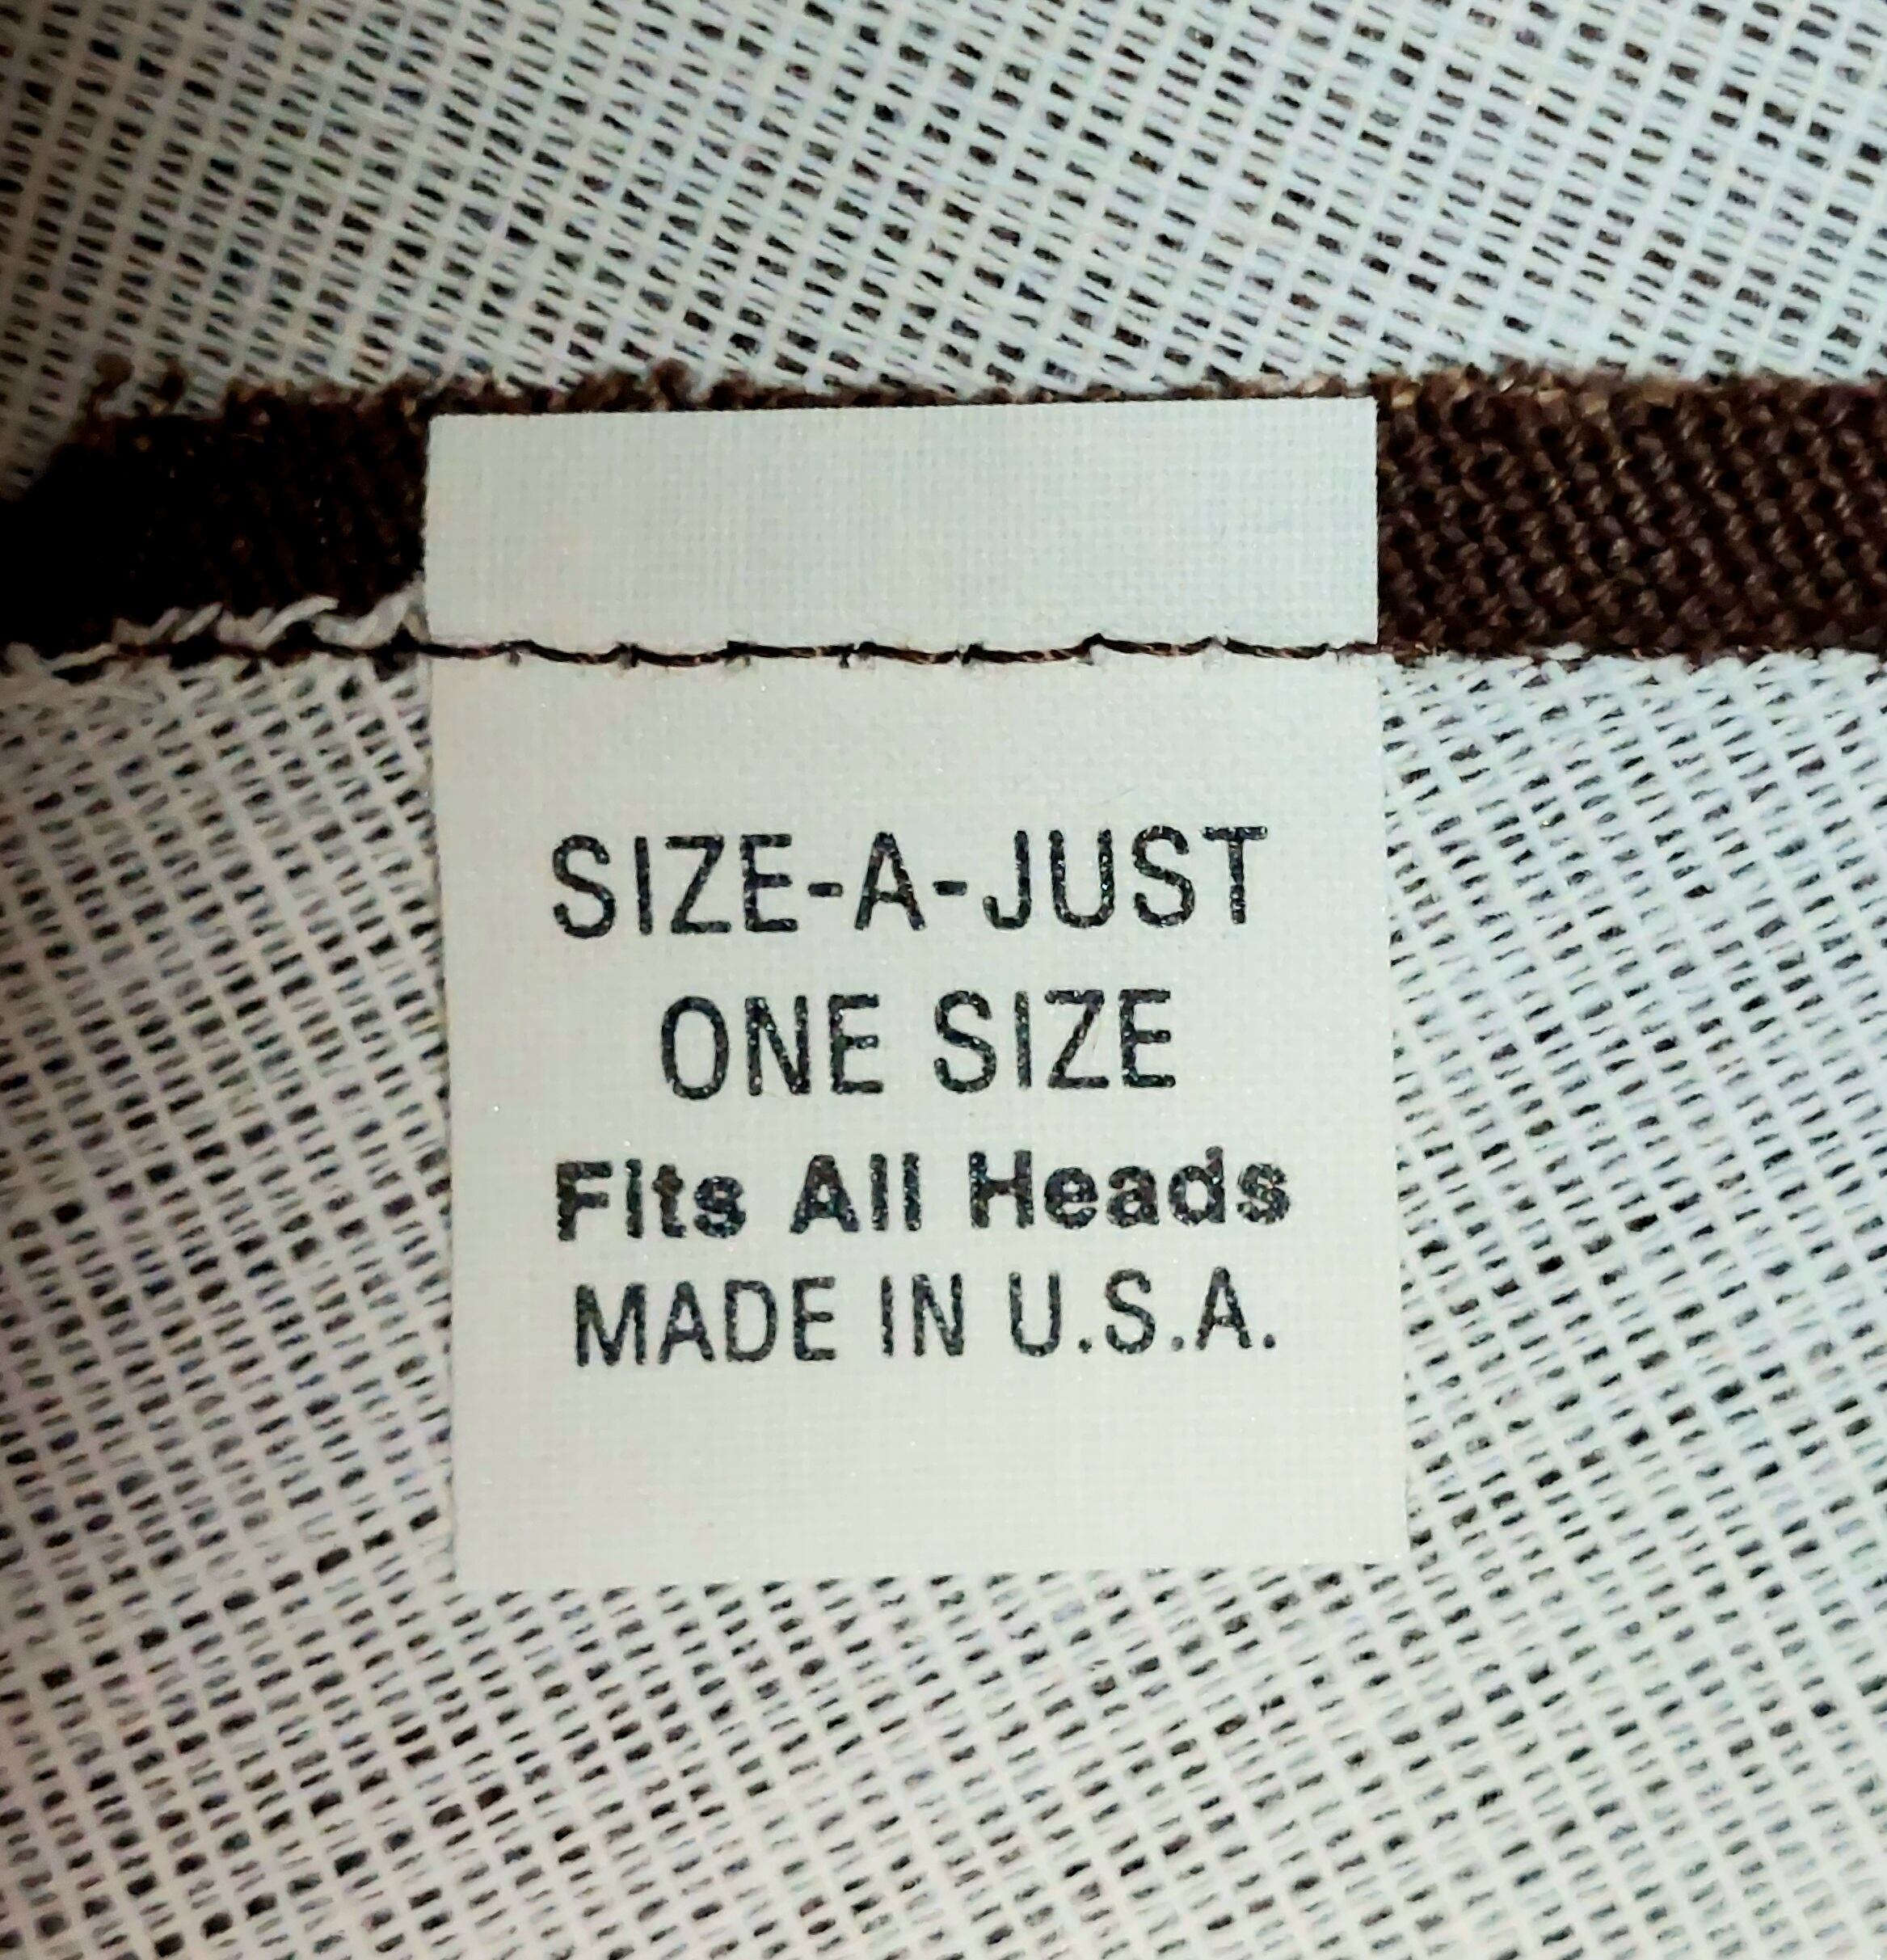 SIZE-A-JUST
ONE SIZE
Fits All Heads
MADE IN U.S.A.